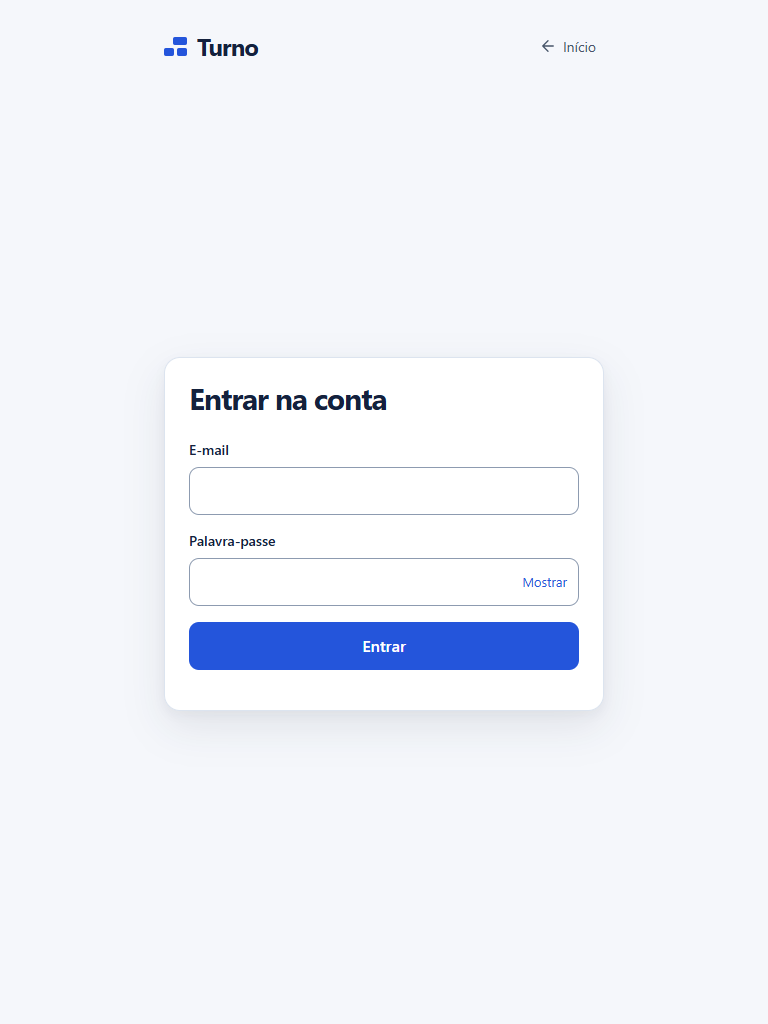 Turno
Início
Entrar na conta
E-mail
Palavra-passe
Mostrar
Entrar